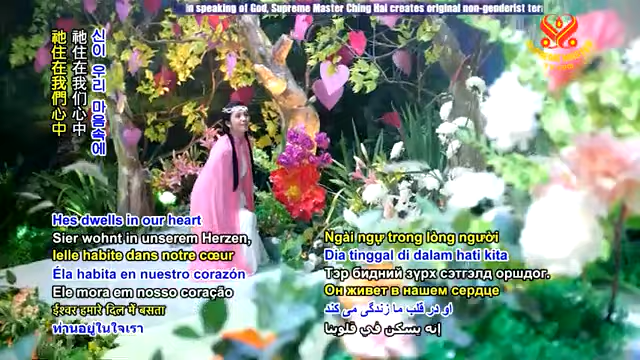 In speaking of God, Supreme Master Ching Hai creates original non-genderist ter
신이 우리 마음속에
祂住在我们心中
祂住在我們心中
Hes dwells in our heart
Sier wohnt in unserem Herzen,
Ielle habite dans notre cœur
Éla habita en nuestro corazón
Ele mora em nosso coração
ईश्वर हमारे दिल में बसता
ท่านอยู่ในใจเรา
Ngài ngự trong lòng người
Dia tinggal di dalam hati kita
Тэр бидний зүрх сэтгэлд оршдог.
Он живет в нашем сердце
او در قلب ما زندگی می کند
إنه يسكن في قلوبنا